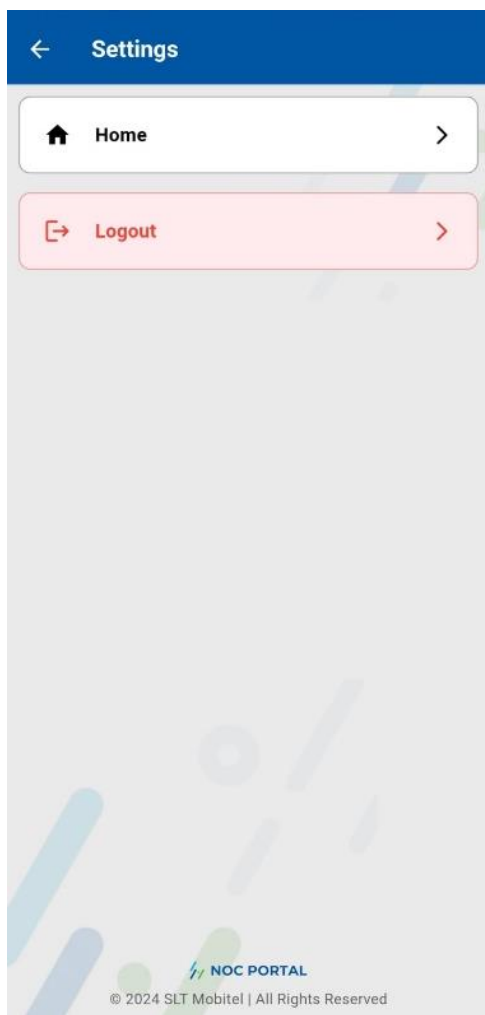 Settings
Home
Logout
NOC PORTAL
© 2024 SLT Mobitel | All Rights Reserved